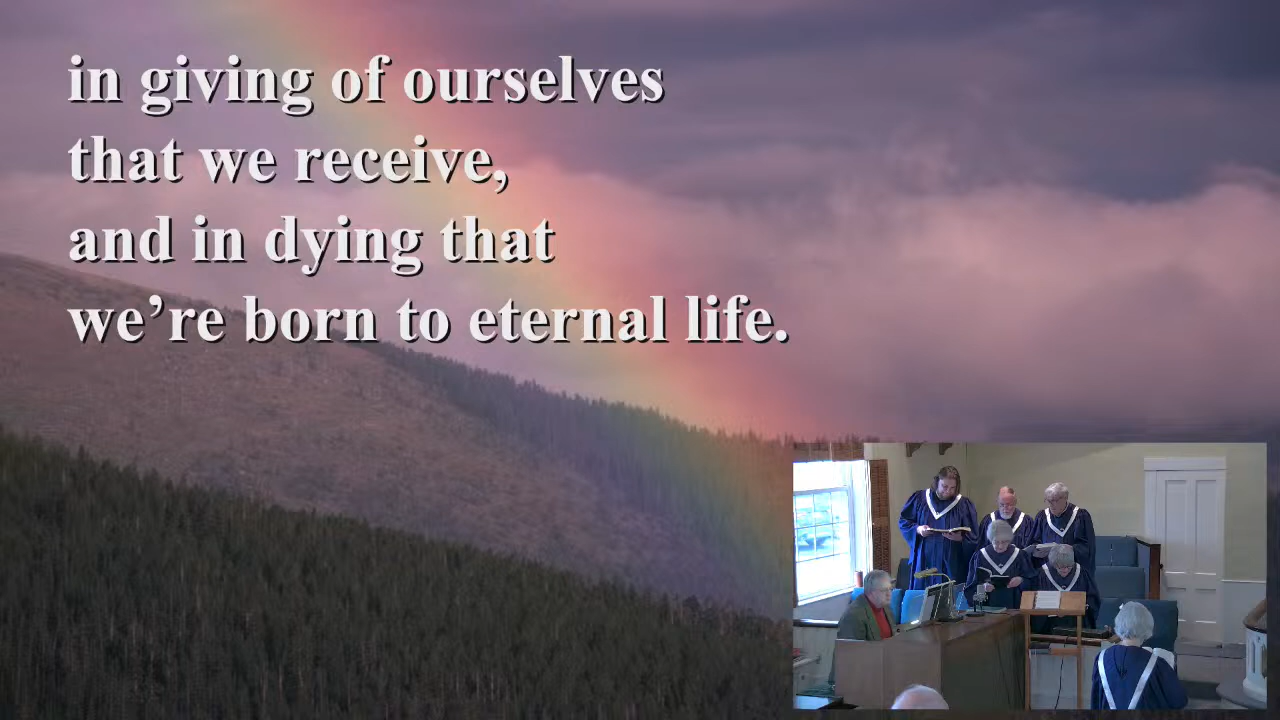 in giving of ourselves
that we receive,
and in dying that
we’re born to eternal life.